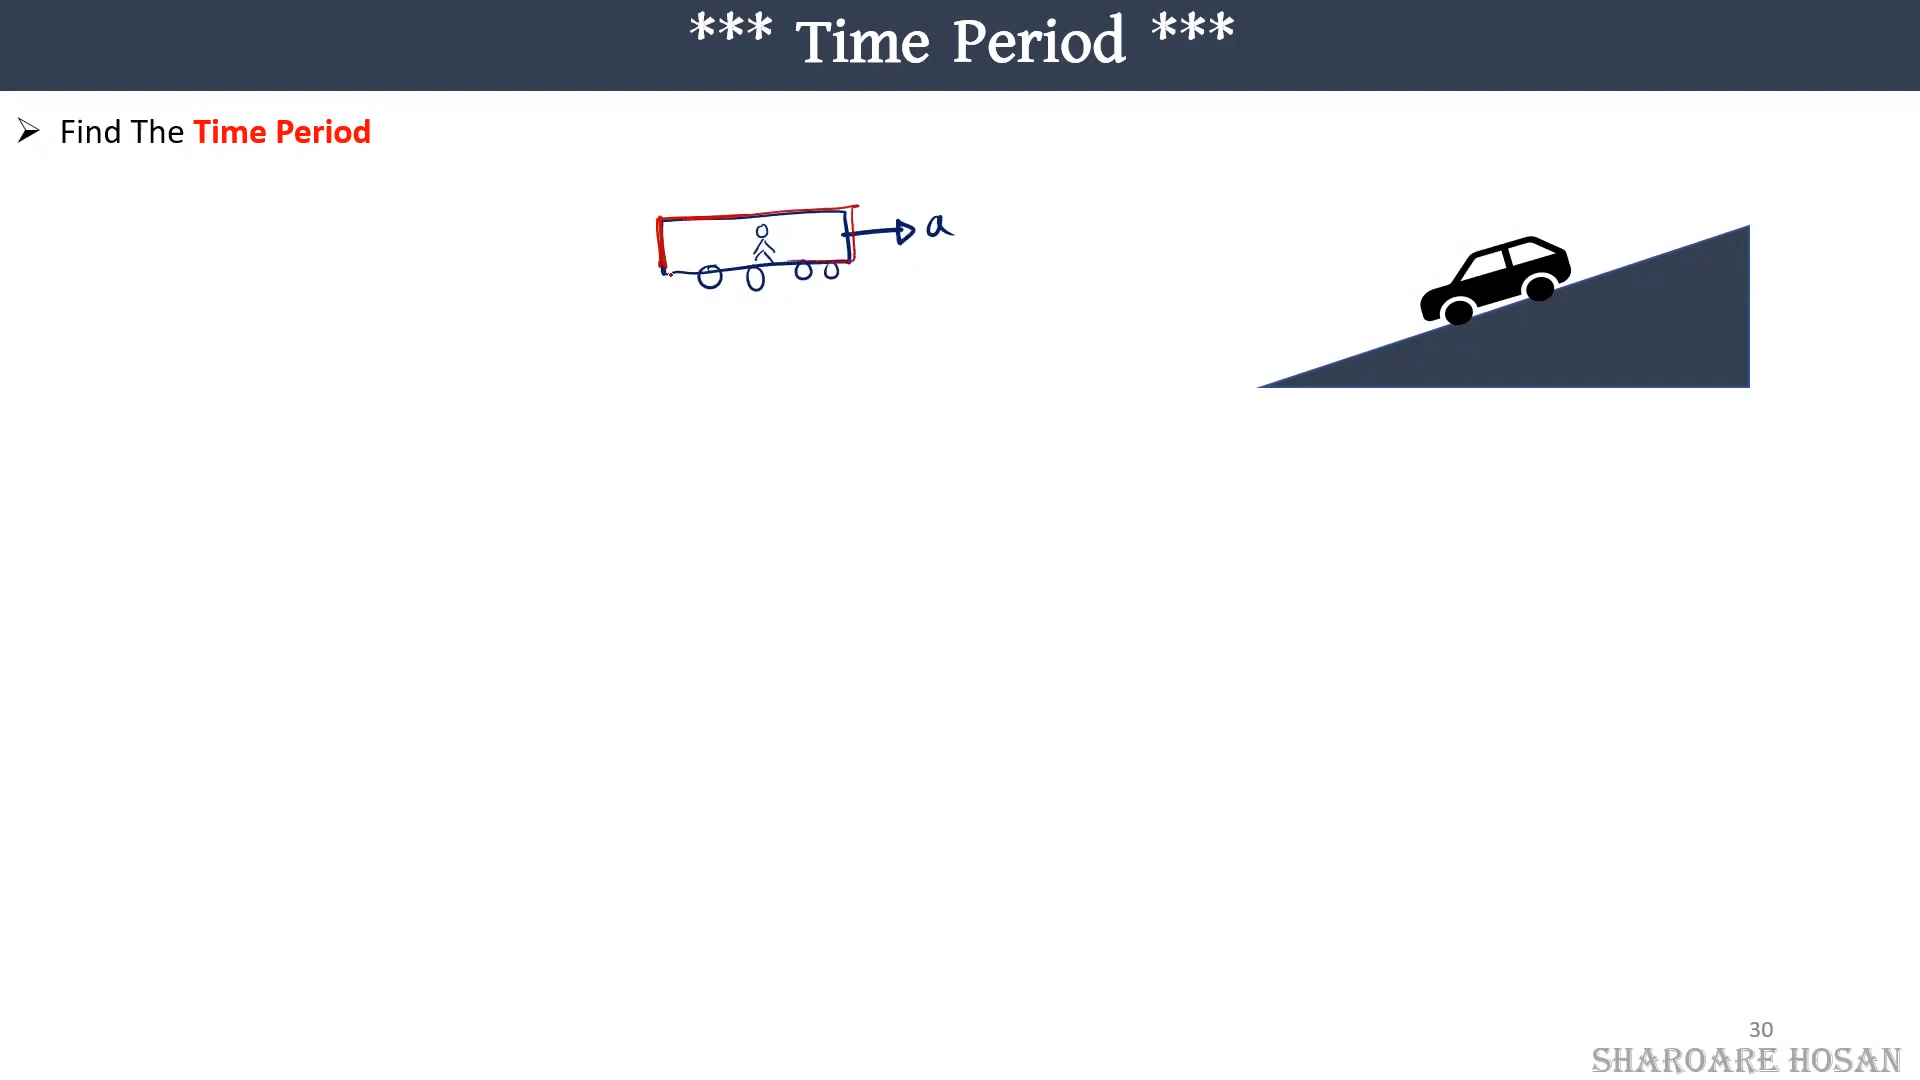 *** Time Period ***
Find The Time Period
a
30
SHAROARE HOSAN